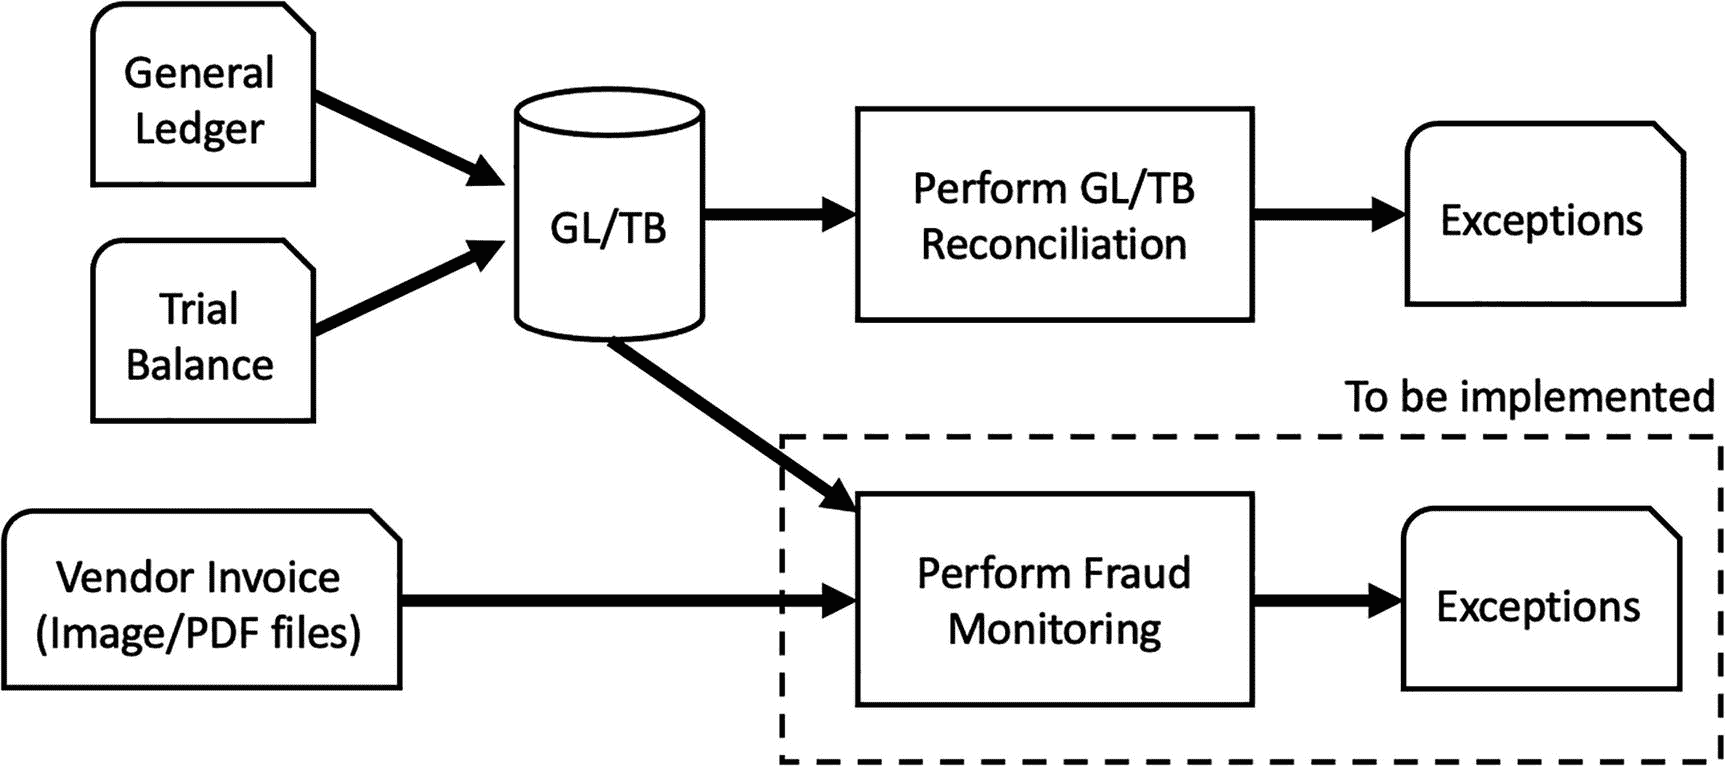 General
Ledger
GL/TB
Perform GL/TB
Reconciliation
Exceptions
Trial
Balance
To be implemented
Vendor Invoice
(Image/PDF files)
Perform Fraud
Monitoring
Exceptions